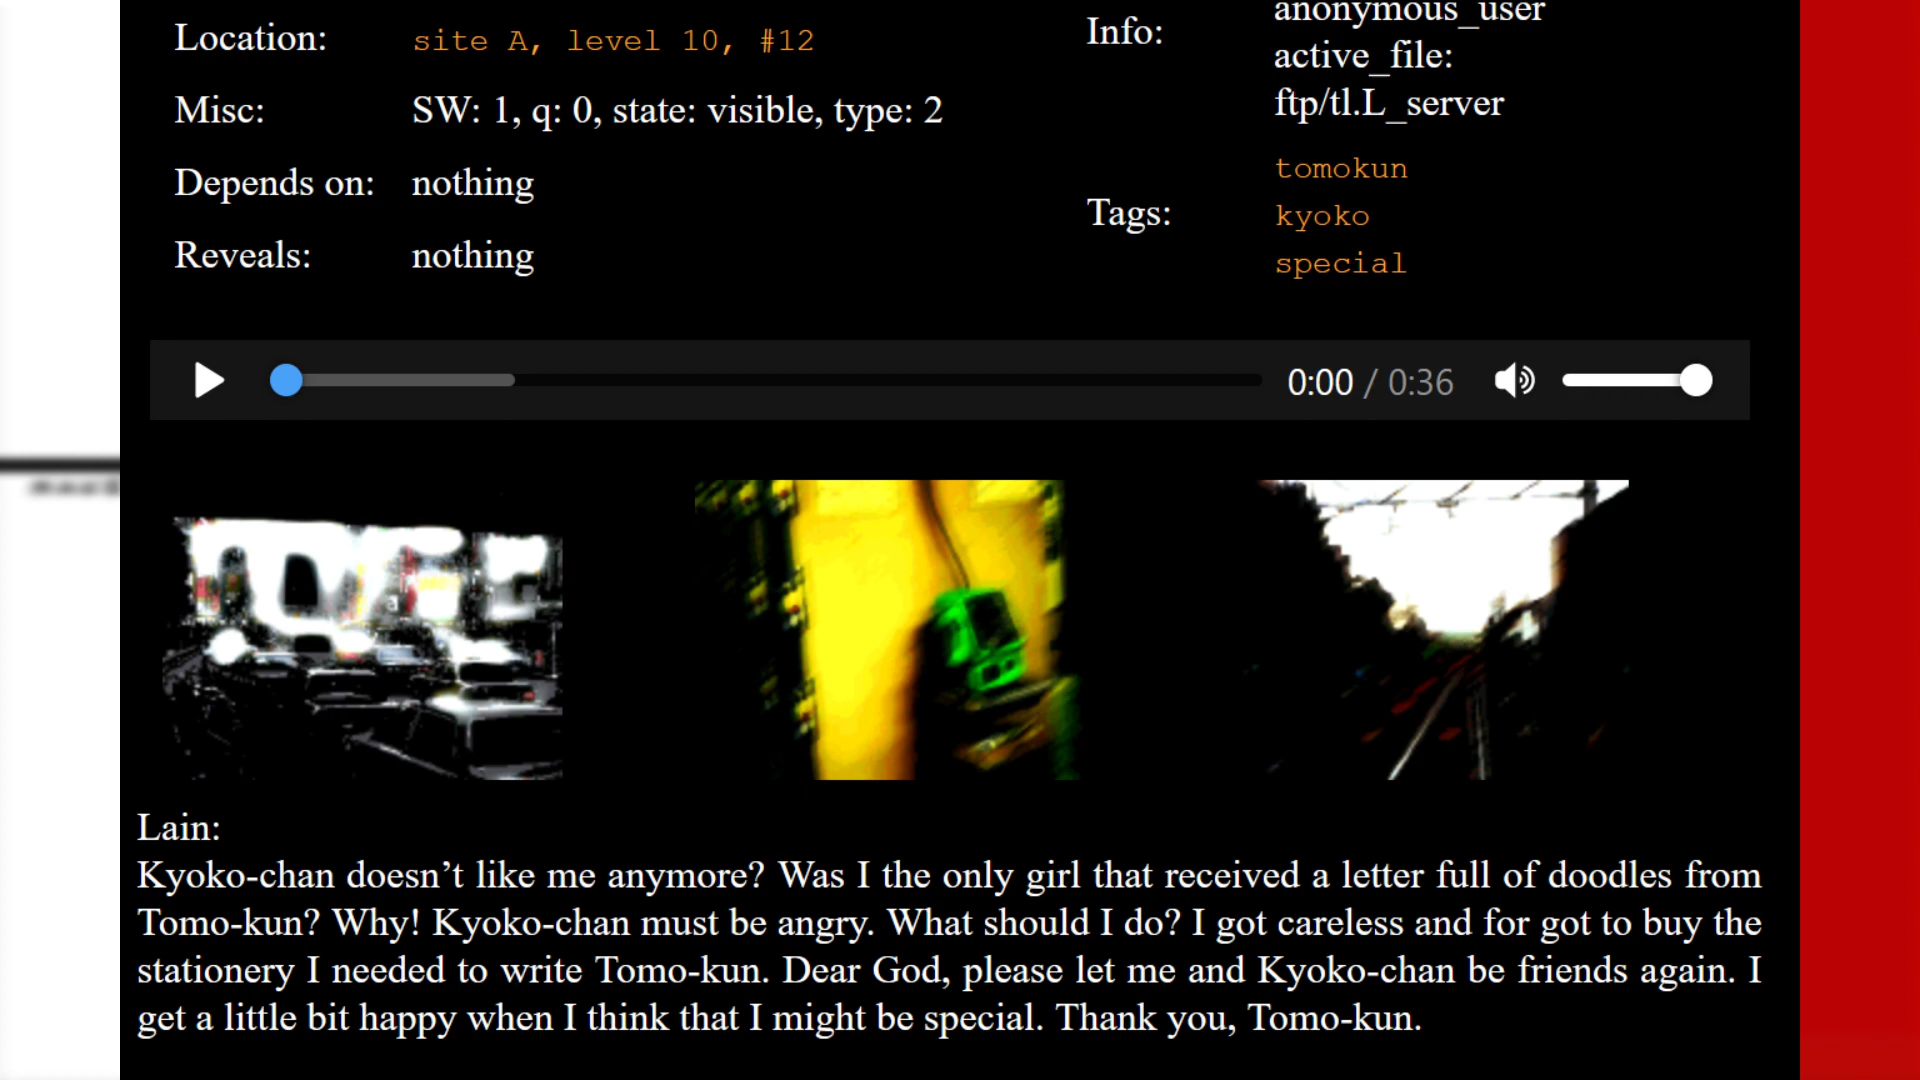 Location: site A, level 10, #12
Misc: SW: 1, q: 0, state: visible, type: 2
Depends on: nothing
Reveals: nothing
Info: anonymous_user
active_file:
ftp/tl.L_server
Tags: tomokun
kyoko
special
0:00 / 0:36
Lain:
Kyoko-chan doesn’t like me anymore? Was I the only girl that received a letter full of doodles from
Tomo-kun? Why! Kyoko-chan must be angry. What should I do? I got careless and for got to buy the
stationery I needed to write Tomo-kun. Dear God, please let me and Kyoko-chan be friends again. I
get a little bit happy when I think that I might be special. Thank you, Tomo-kun.